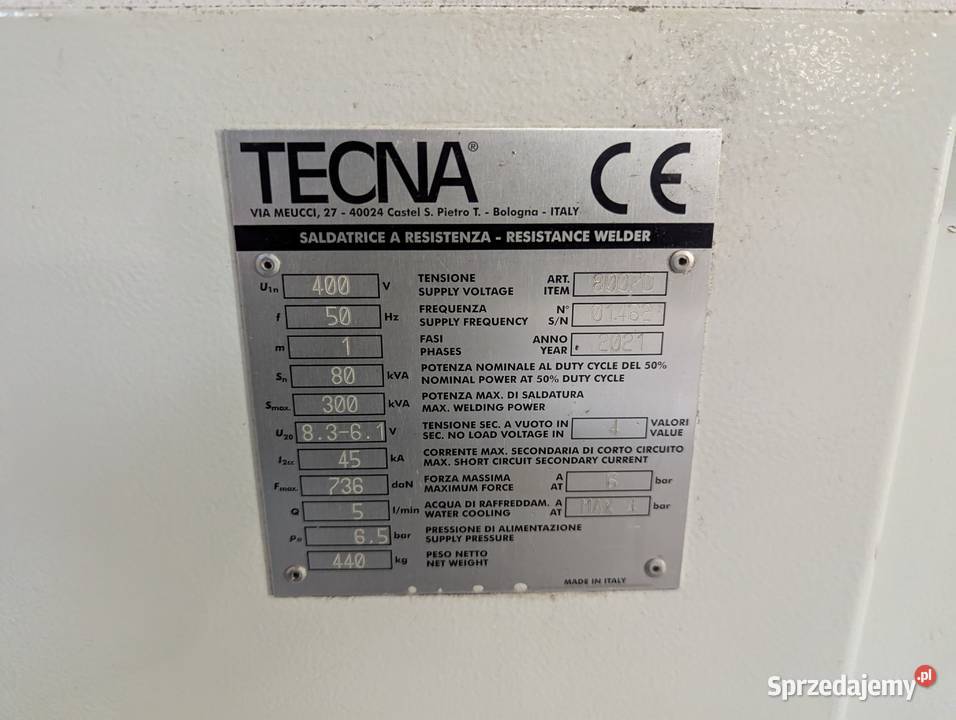 TECNA® CE
VIA MEUCCI, 27 - 40024 Castel S. Pietro T. - Bologna - ITALY
SALDATRICE A RESISTENZA - RESISTANCE WELDER
U1n 400 V TENSIONE SUPPLY VOLTAGE ART. ITEM
f 50 Hz FREQUENZA SUPPLY FREQUENCY N° S/N
m 1 FASI PHASES ANNO YEAR 2021
Sn 80 kVA POTENZA NOMINALE AL DUTY CYCLE DEL 50% NOMINAL POWER AT 50% DUTY CYCLE
Smax. 300 kVA POTENZA MAX. DI SALDATURA MAX. WELDING POWER
U20 8.3-6.1 V TENSIONE SEC. A VUOTO IN SEC. NO LOAD VOLTAGE IN 4 VALORI VALUE
I2cc 45 kA CORRENTE MAX. SECONDARIA DI CORTO CIRCUITO MAX. SHORT CIRCUIT SECONDARY CURRENT
Fmax. 736 daN FORZA MASSIMA MAXIMUM FORCE A AT 6 bar
Q 5 l/min ACQUA DI RAFFREDDAM. WATER COOLING A AT MAX bar
6.5 bar PRESSIONE DI ALIMENTAZIONE SUPPLY PRESSURE
440 kg PESO NETTO NET WEIGHT
MADE IN ITALY
Sprzedajemy.pl